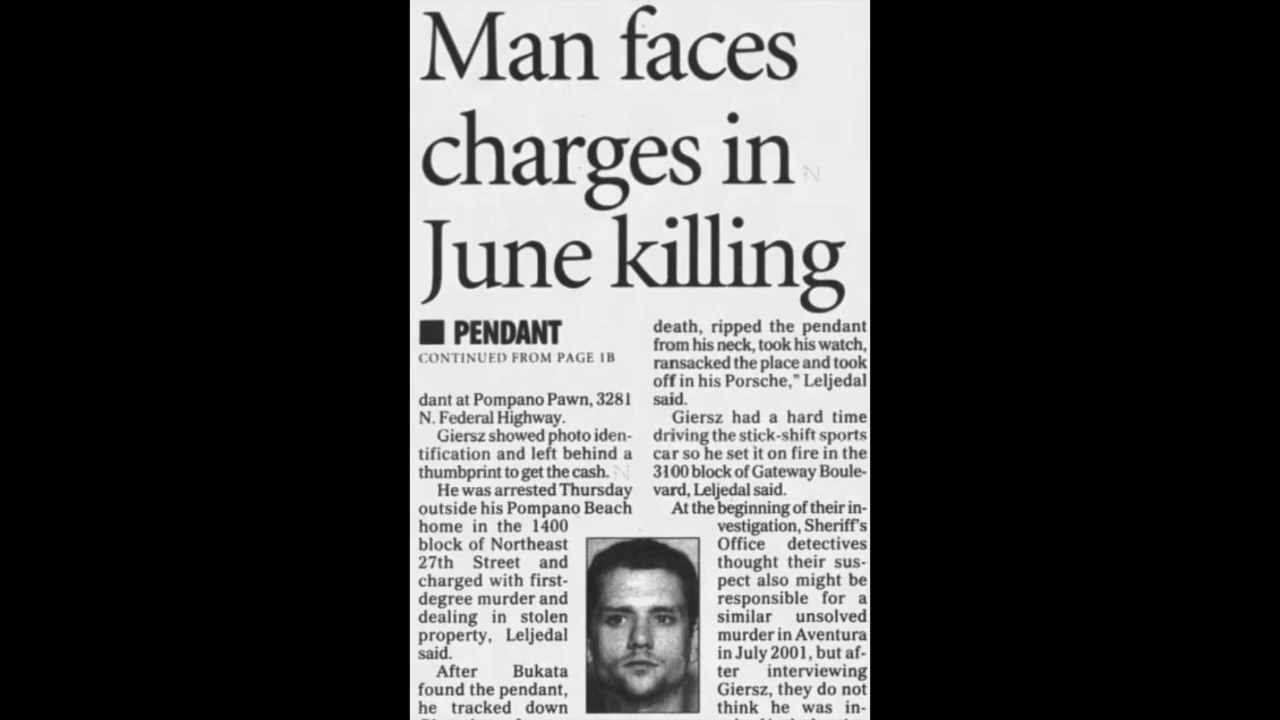 Man faces
charges in
June killing
■ PENDANT
CONTINUED FROM PAGE 1B
dant at Pompano Pawn, 3281
N. Federal Highway.
Giersz showed photo iden-
tification and left behind a
thumbprint to get the cash.
He was arrested Thursday
outside his Pompano Beach
home in the 1400
block of Northeast
27th Street and
charged with first-
degree murder and
dealing in stolen
property, Leljedal
said.
After Bukata
found the pendant,
he tracked down
death, ripped the pendant
from his neck, took his watch,
ransacked the place and took
off in his Porsche," Leljedal
said.
Giersz had a hard time
driving the stick-shift sports
car so he set it on fire in the
3100 block of Gateway Boule-
vard, Leljedal said.
At the beginning of their in-
vestigation, Sheriff's
Office detectives
thought their sus-
pect also might be
responsible for a
similar unsolved
murder in Aventura
in July 2001, but af-
ter interviewing
Giersz, they do not
think he was in-